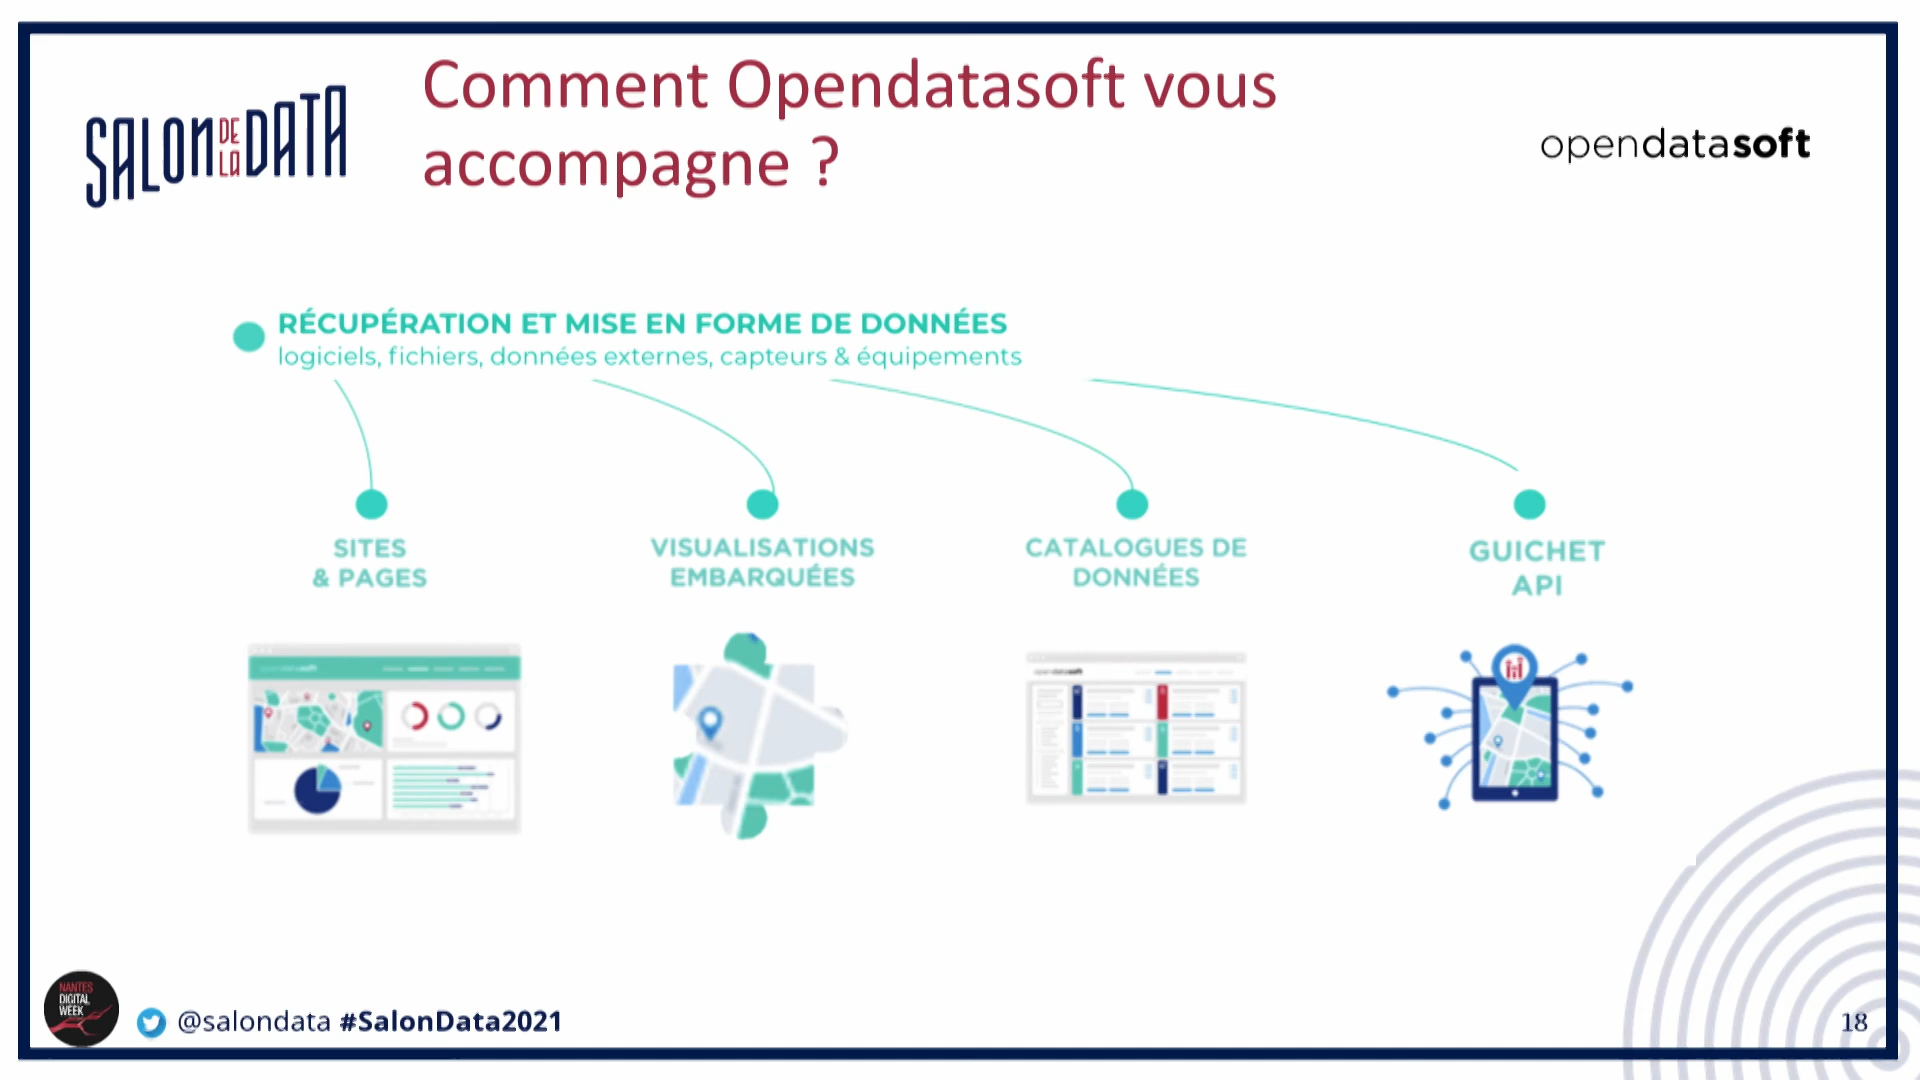 SALON DE LA DATA
Comment Opendatasoft vous
accompagne ?
opendatasoft
RÉCUPÉRATION ET MISE EN FORME DE DONNÉES
logiciels, fichiers, données externes, capteurs & équipements
SITES
& PAGES
VISUALISATIONS
EMBARQUÉES
CATALOGUES DE
DONNÉES
GUICHET
API
opendatasoft
NANTES
DIGITAL
WEEK
@salondata #SalonData2021
18